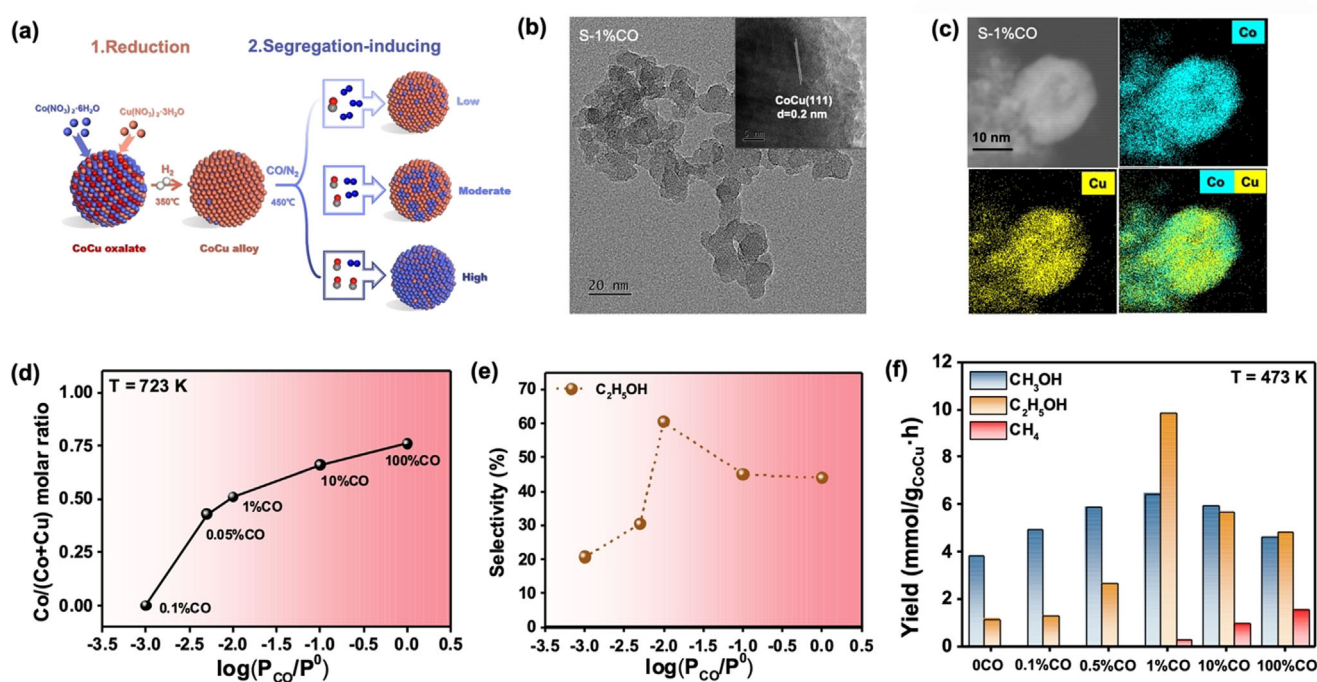 (a)
1.Reduction
2.Segregation-inducing
Co(NO₃)₂·6H₂O
Cu(NO₃)₂·3H₂O
H₂
350℃
CO/N₂
450℃
CoCu oxalate
CoCu alloy
Low
Moderate
High
(b)
S-1%CO
CoCu(111)
d=0.2 nm
5 nm
20 nm
(c)
S-1%CO
10 nm
Co
Cu
Co Cu
(d)
T = 723 K
Co/(Co+Cu) molar ratio
1.00
0.75
0.50
0.25
0.00
0.1%CO
0.05%CO
1%CO
10%CO
100%CO
-3.5 -3.0 -2.5 -2.0 -1.5 -1.0 -0.5 0.0 0.5
log(P_CO/P⁰)
(e)
C₂H₅OH
Selectivity (%)
70
60
50
40
30
20
10
0
-3.5 -3.0 -2.5 -2.0 -1.5 -1.0 -0.5 0.0 0.5
log(P_CO/P⁰)
(f)
T = 473 K
CH₃OH
C₂H₅OH
CH₄
Yield (mmol/g_CoCu·h)
12
10
8
6
4
2
0
0CO 0.1%CO 0.5%CO 1%CO 10%CO 100%CO